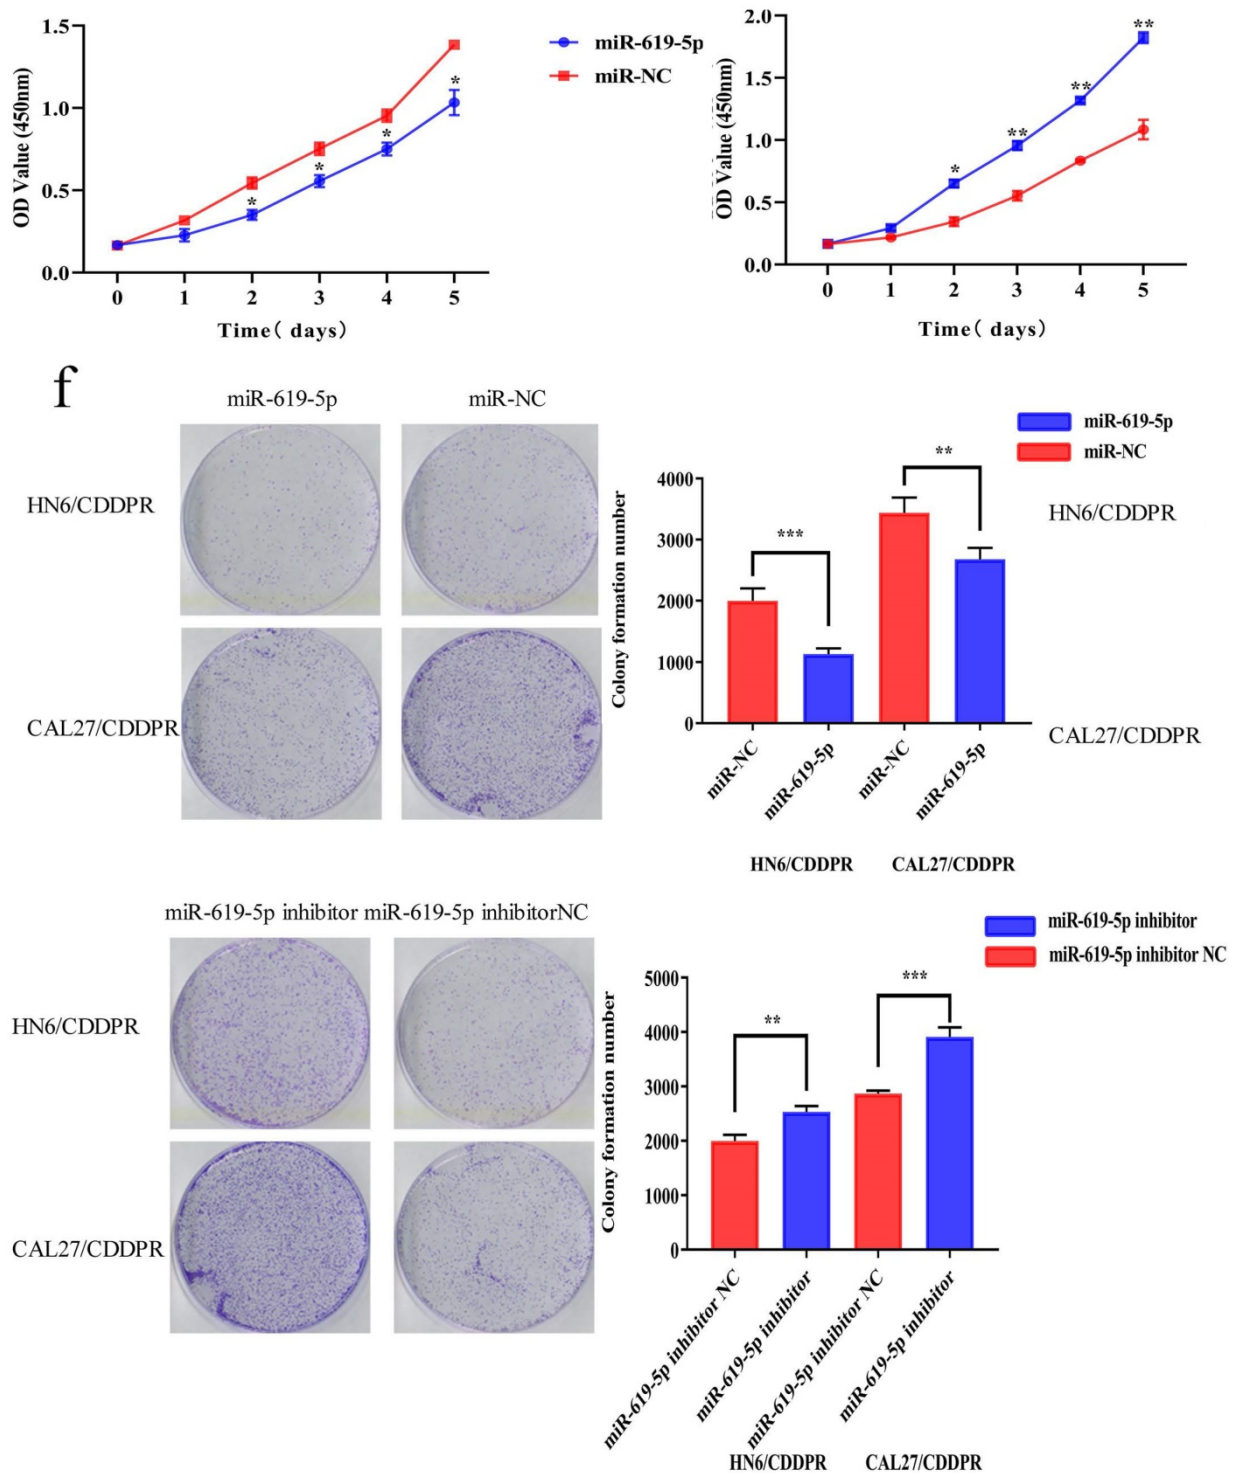 1.5
1.0
0.5
0.0
OD Value (450nm)
*
*
*
*
0 1 2 3 4 5
Time( days)
miR-619-5p
miR-NC
2.0
1.5
1.0
0.5
0.0
OD Value (450nm)
*
**
**
**
0 1 2 3 4 5
Time( days)
f
miR-619-5p miR-NC
HN6/CDDPR
CAL27/CDDPR
miR-619-5p
miR-NC
Colony formation number
4000
3000
2000
1000
0
***
**
miR-NC
miR-619-5p
miR-NC
miR-619-5p
HN6/CDDPR CAL27/CDDPR
HN6/CDDPR
CAL27/CDDPR
miR-619-5p inhibitor miR-619-5p inhibitorNC
HN6/CDDPR
CAL27/CDDPR
miR-619-5p inhibitor
miR-619-5p inhibitor NC
Colony formation number
5000
4000
3000
2000
1000
0
**
***
miR-619-5p inhibitor NC
miR-619-5p inhibitor
miR-619-5p inhibitor NC
miR-619-5p inhibitor
HN6/CDDPR CAL27/CDDPR